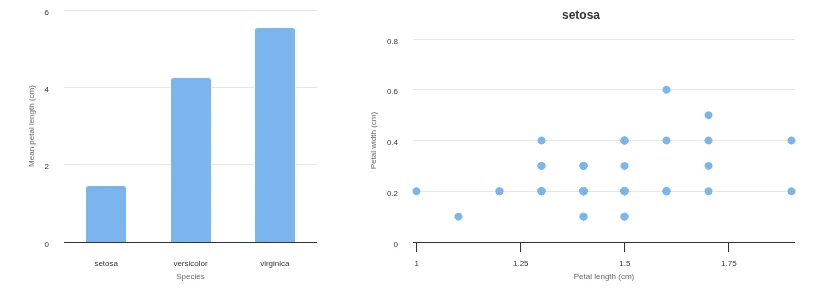 6
4
2
0
Mean petal length (cm)
setosa
versicolor
virginica
Species
setosa
0.8
0.6
0.4
0.2
0
Petal width (cm)
1
1.25
1.5
1.75
Petal length (cm)